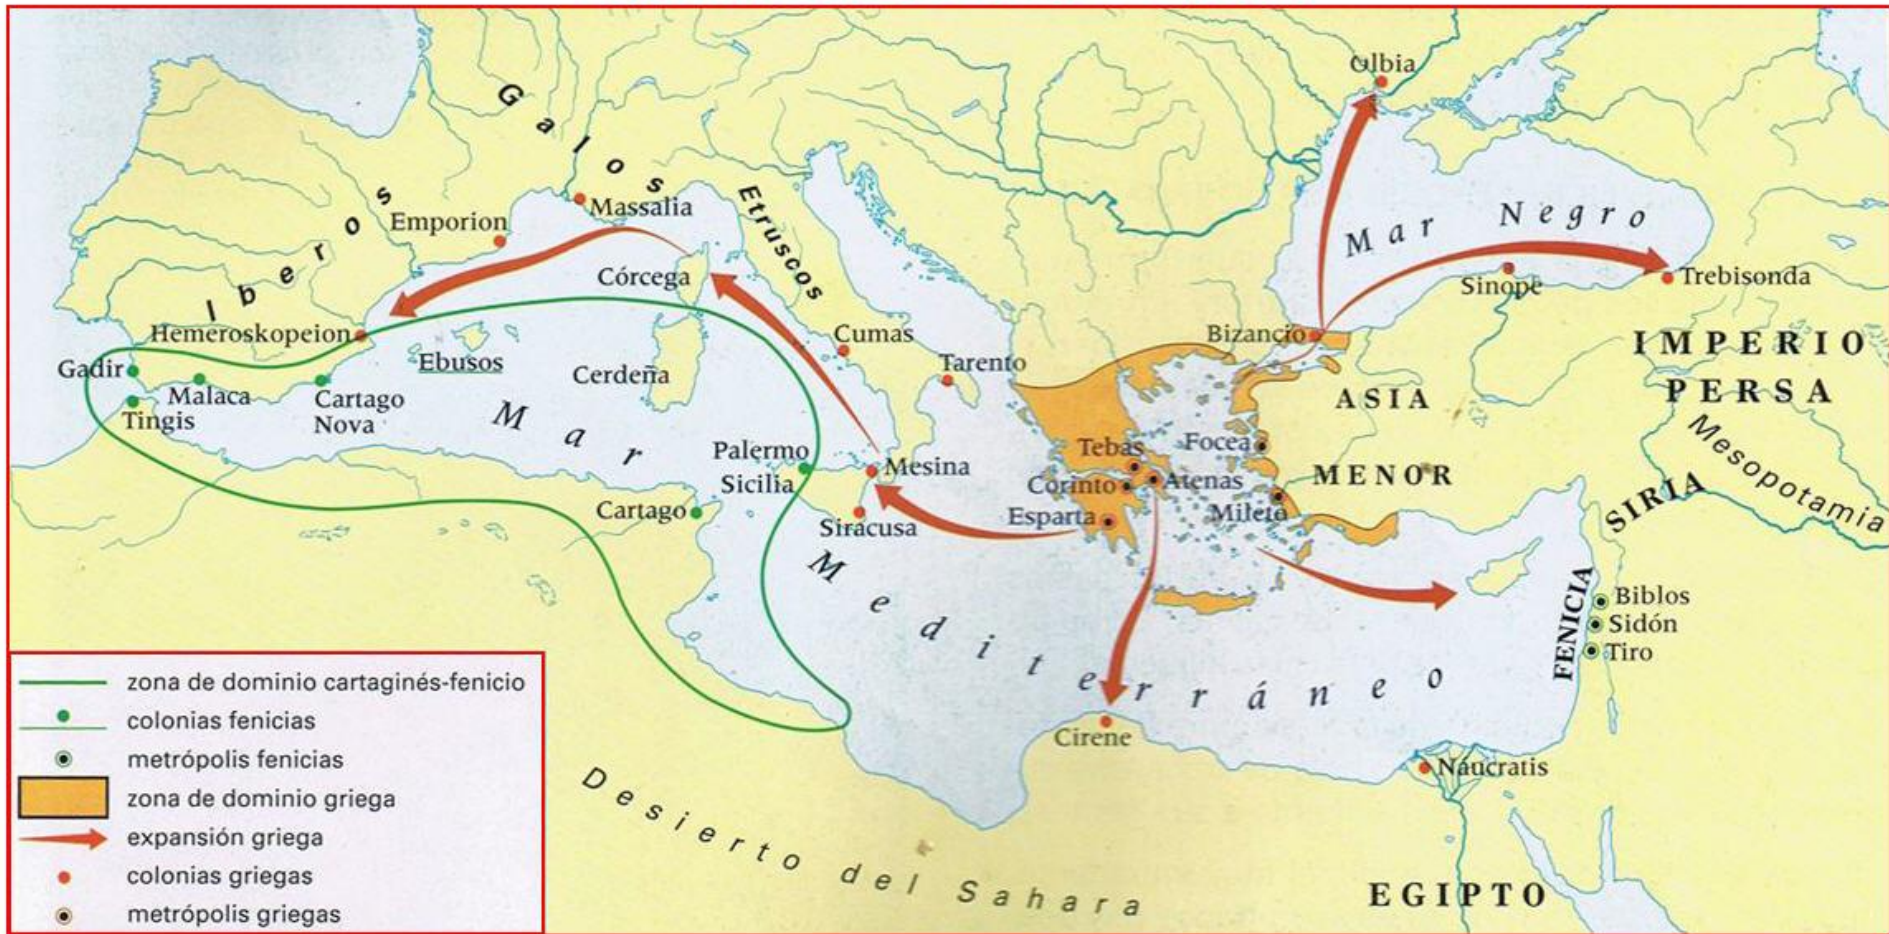 Olbia
Galos
Iberos
Etruscos
Massalia
Emporion
Mar Negro
Córcega
Sinope
Trebisonda
Hemeroskopeion
Ebusos
Cumas
Bizancio
IMPERIO
PERSA
Gadir
Malaca
Tingis
Cartago
Nova
Cerdeña
Tarento
ASIA
MENOR
Mesopotamia
Mar
Mediterráneo
Palermo
Sicilia
Mesina
Tebas
Focea
Corinto
Atenas
Esparta
Mileto
SIRIA
Cartago
Siracusa
FENICIA
Biblos
Sidón
Tiro
Cirene
Naucratis
Desierto del Sahara
EGIPTO
zona de dominio cartaginés-fenicio
colonias fenicias
metrópolis fenicias
zona de dominio griega
expansión griega
colonias griegas
metrópolis griegas